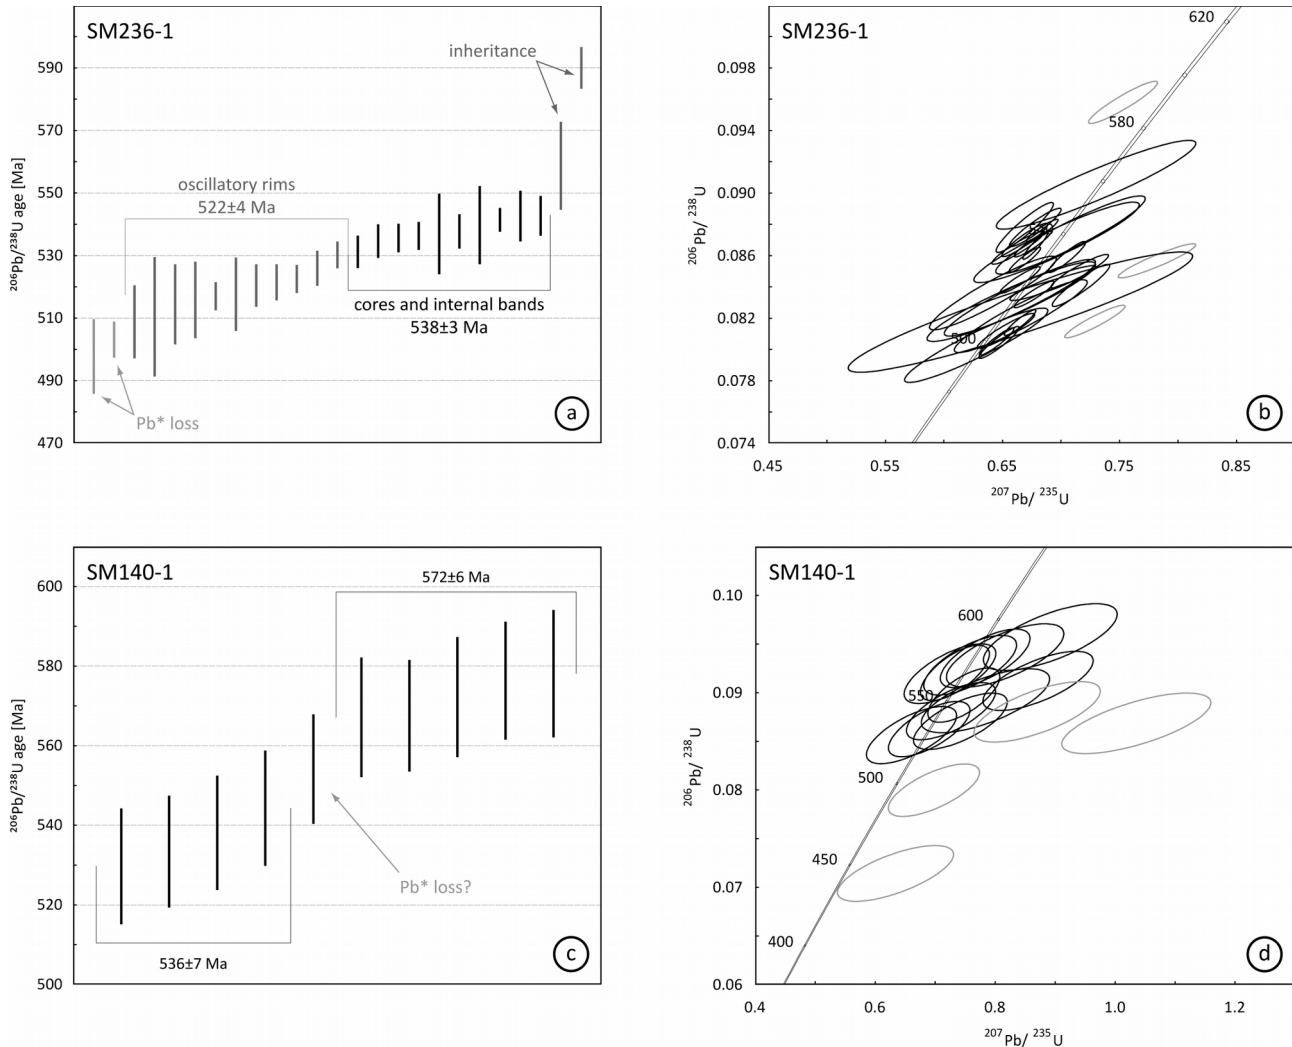 SM236-1
590
570
550
530
510
490
470
²⁰⁶Pb/²³⁸U age [Ma]
inheritance
oscillatory rims
522±4 Ma
cores and internal bands
538±3 Ma
Pb* loss
a
SM236-1
0.098
0.094
0.090
0.086
0.082
0.078
0.074
²⁰⁶Pb/ ²³⁸U
620
580
500
0.45
0.55
0.65
0.75
0.85
²⁰⁷Pb/ ²³⁵U
b
SM140-1
600
580
560
540
520
500
²⁰⁶Pb/²³⁸U age [Ma]
572±6 Ma
Pb* loss?
536±7 Ma
c
SM140-1
0.10
0.09
0.08
0.07
0.06
²⁰⁶Pb/ ²³⁸U
600
550
500
450
400
0.4
0.6
0.8
1.0
1.2
²⁰⁷Pb/ ²³⁵U
d